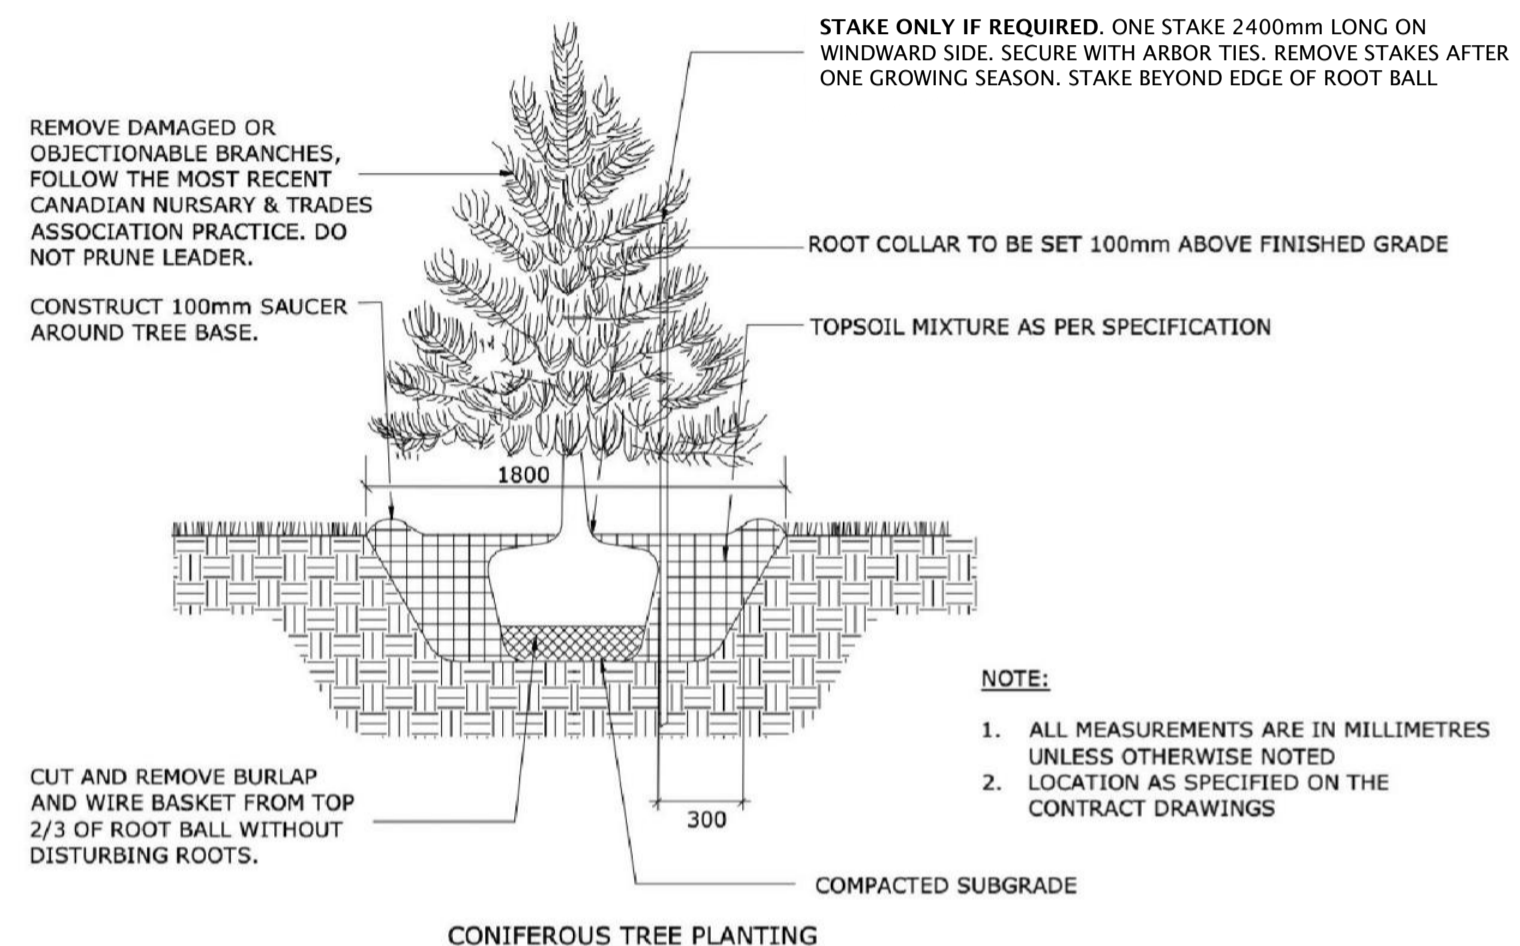 STAKE ONLY IF REQUIRED. ONE STAKE 2400mm LONG ON
WINDWARD SIDE. SECURE WITH ARBOR TIES. REMOVE STAKES AFTER
ONE GROWING SEASON. STAKE BEYOND EDGE OF ROOT BALL
REMOVE DAMAGED OR
OBJECTIONABLE BRANCHES,
FOLLOW THE MOST RECENT
CANADIAN NURSARY & TRADES
ASSOCIATION PRACTICE. DO
NOT PRUNE LEADER.
ROOT COLLAR TO BE SET 100mm ABOVE FINISHED GRADE
CONSTRUCT 100mm SAUCER
AROUND TREE BASE.
TOPSOIL MIXTURE AS PER SPECIFICATION
1800
NOTE:
1. ALL MEASUREMENTS ARE IN MILLIMETRES
UNLESS OTHERWISE NOTED
2. LOCATION AS SPECIFIED ON THE
CONTRACT DRAWINGS
CUT AND REMOVE BURLAP
AND WIRE BASKET FROM TOP
2/3 OF ROOT BALL WITHOUT
DISTURBING ROOTS.
300
COMPACTED SUBGRADE
CONIFEROUS TREE PLANTING